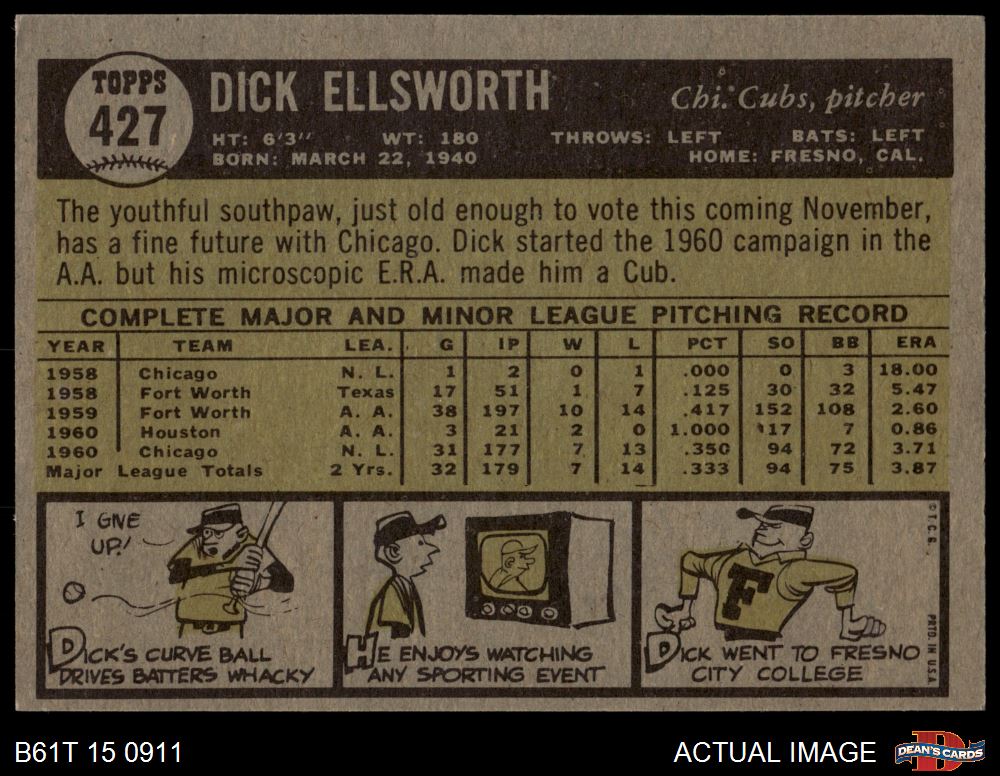 TOPPS
427
DICK ELLSWORTH
Chi. Cubs, pitcher
HT: 6'3" WT: 180 THROWS: LEFT BATS: LEFT
BORN: MARCH 22, 1940 HOME: FRESNO, CAL.
The youthful southpaw, just old enough to vote this coming November,
has a fine future with Chicago. Dick started the 1960 campaign in the
A.A. but his microscopic E.R.A. made him a Cub.
COMPLETE MAJOR AND MINOR LEAGUE PITCHING RECORD
YEAR TEAM LEA. G IP W L PCT SO BB ERA
1958 Chicago N. L. 1 2 0 1 .000 0 3 18.00
1958 Fort Worth Texas 17 51 1 7 .125 30 32 5.47
1959 Fort Worth A. A. 38 197 10 14 .417 152 108 2.60
1960 Houston A. A. 3 21 2 0 1.000 17 7 0.86
1960 Chicago N. L. 31 177 7 13 .350 94 72 3.71
Major League Totals 2 Yrs. 32 179 7 14 .333 94 75 3.87
I GIVE
UP!
DICK'S CURVE BALL
DRIVES BATTERS WHACKY
HE ENJOYS WATCHING
ANY SPORTING EVENT
F
DICK WENT TO FRESNO
CITY COLLEGE
© T.C.G. PRTD. IN U.S.A.
B61T 15 0911
ACTUAL IMAGE
DEAN'S CARDS